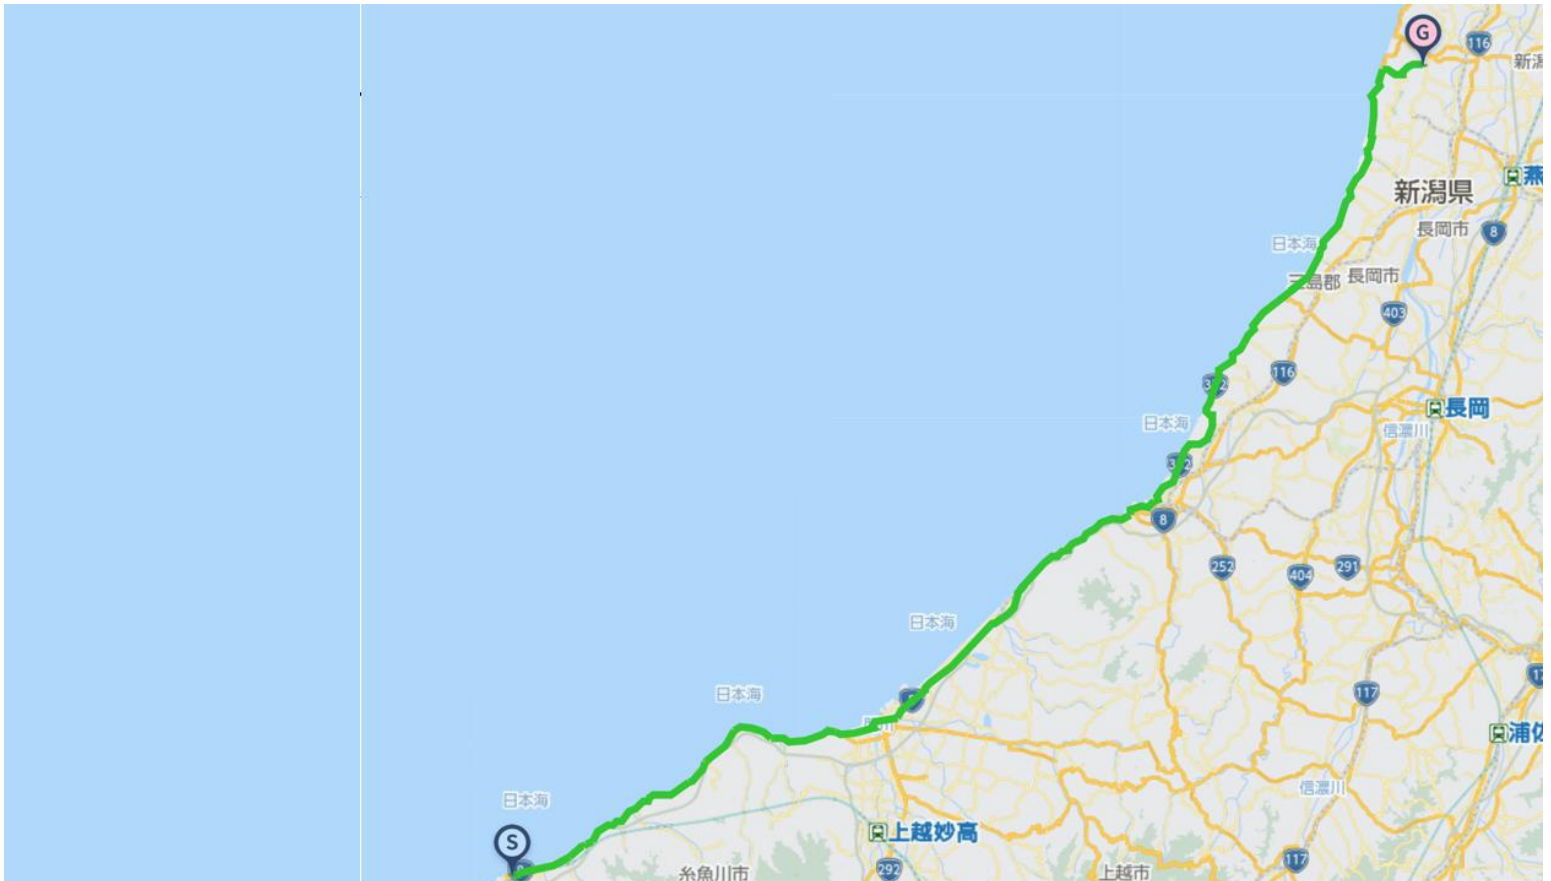 G
116
新潟
燕
新潟県
長岡市
8
日本海
三島郡
長岡市
403
116
長岡
日本海
信濃川
8
252
404
291
日本海
日本海
117
浦佐
信濃川
日本海
S
上越妙高
117
糸魚川市
292
上越市